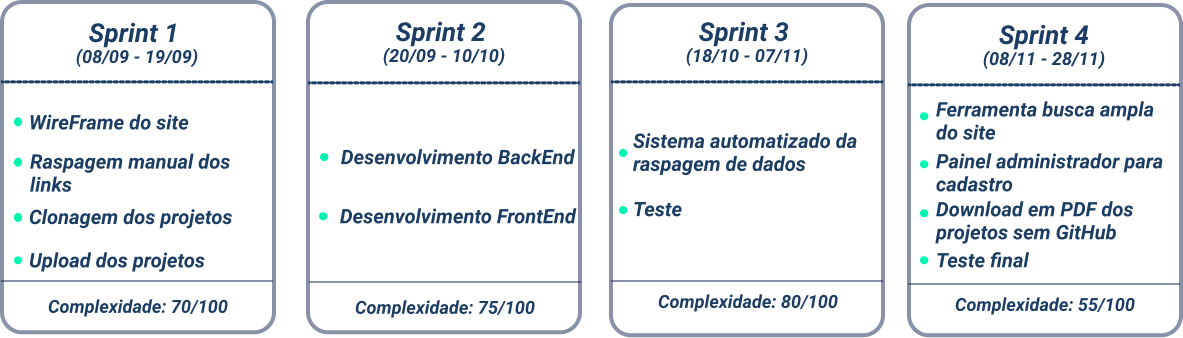 Sprint 1
(08/09 - 19/09)
WireFrame do site
Raspagem manual dos
links
Clonagem dos projetos
Upload dos projetos
Complexidade: 70/100
Sprint 2
(20/09 - 10/10)
Desenvolvimento BackEnd
Desenvolvimento FrontEnd
Complexidade: 75/100
Sprint 3
(18/10 - 07/11)
Sistema automatizado da
raspagem de dados
Teste
Complexidade: 80/100
Sprint 4
(08/11 - 28/11)
Ferramenta busca ampla
do site
Painel administrador para
cadastro
Download em PDF dos
projetos sem GitHub
Teste final
Complexidade: 55/100